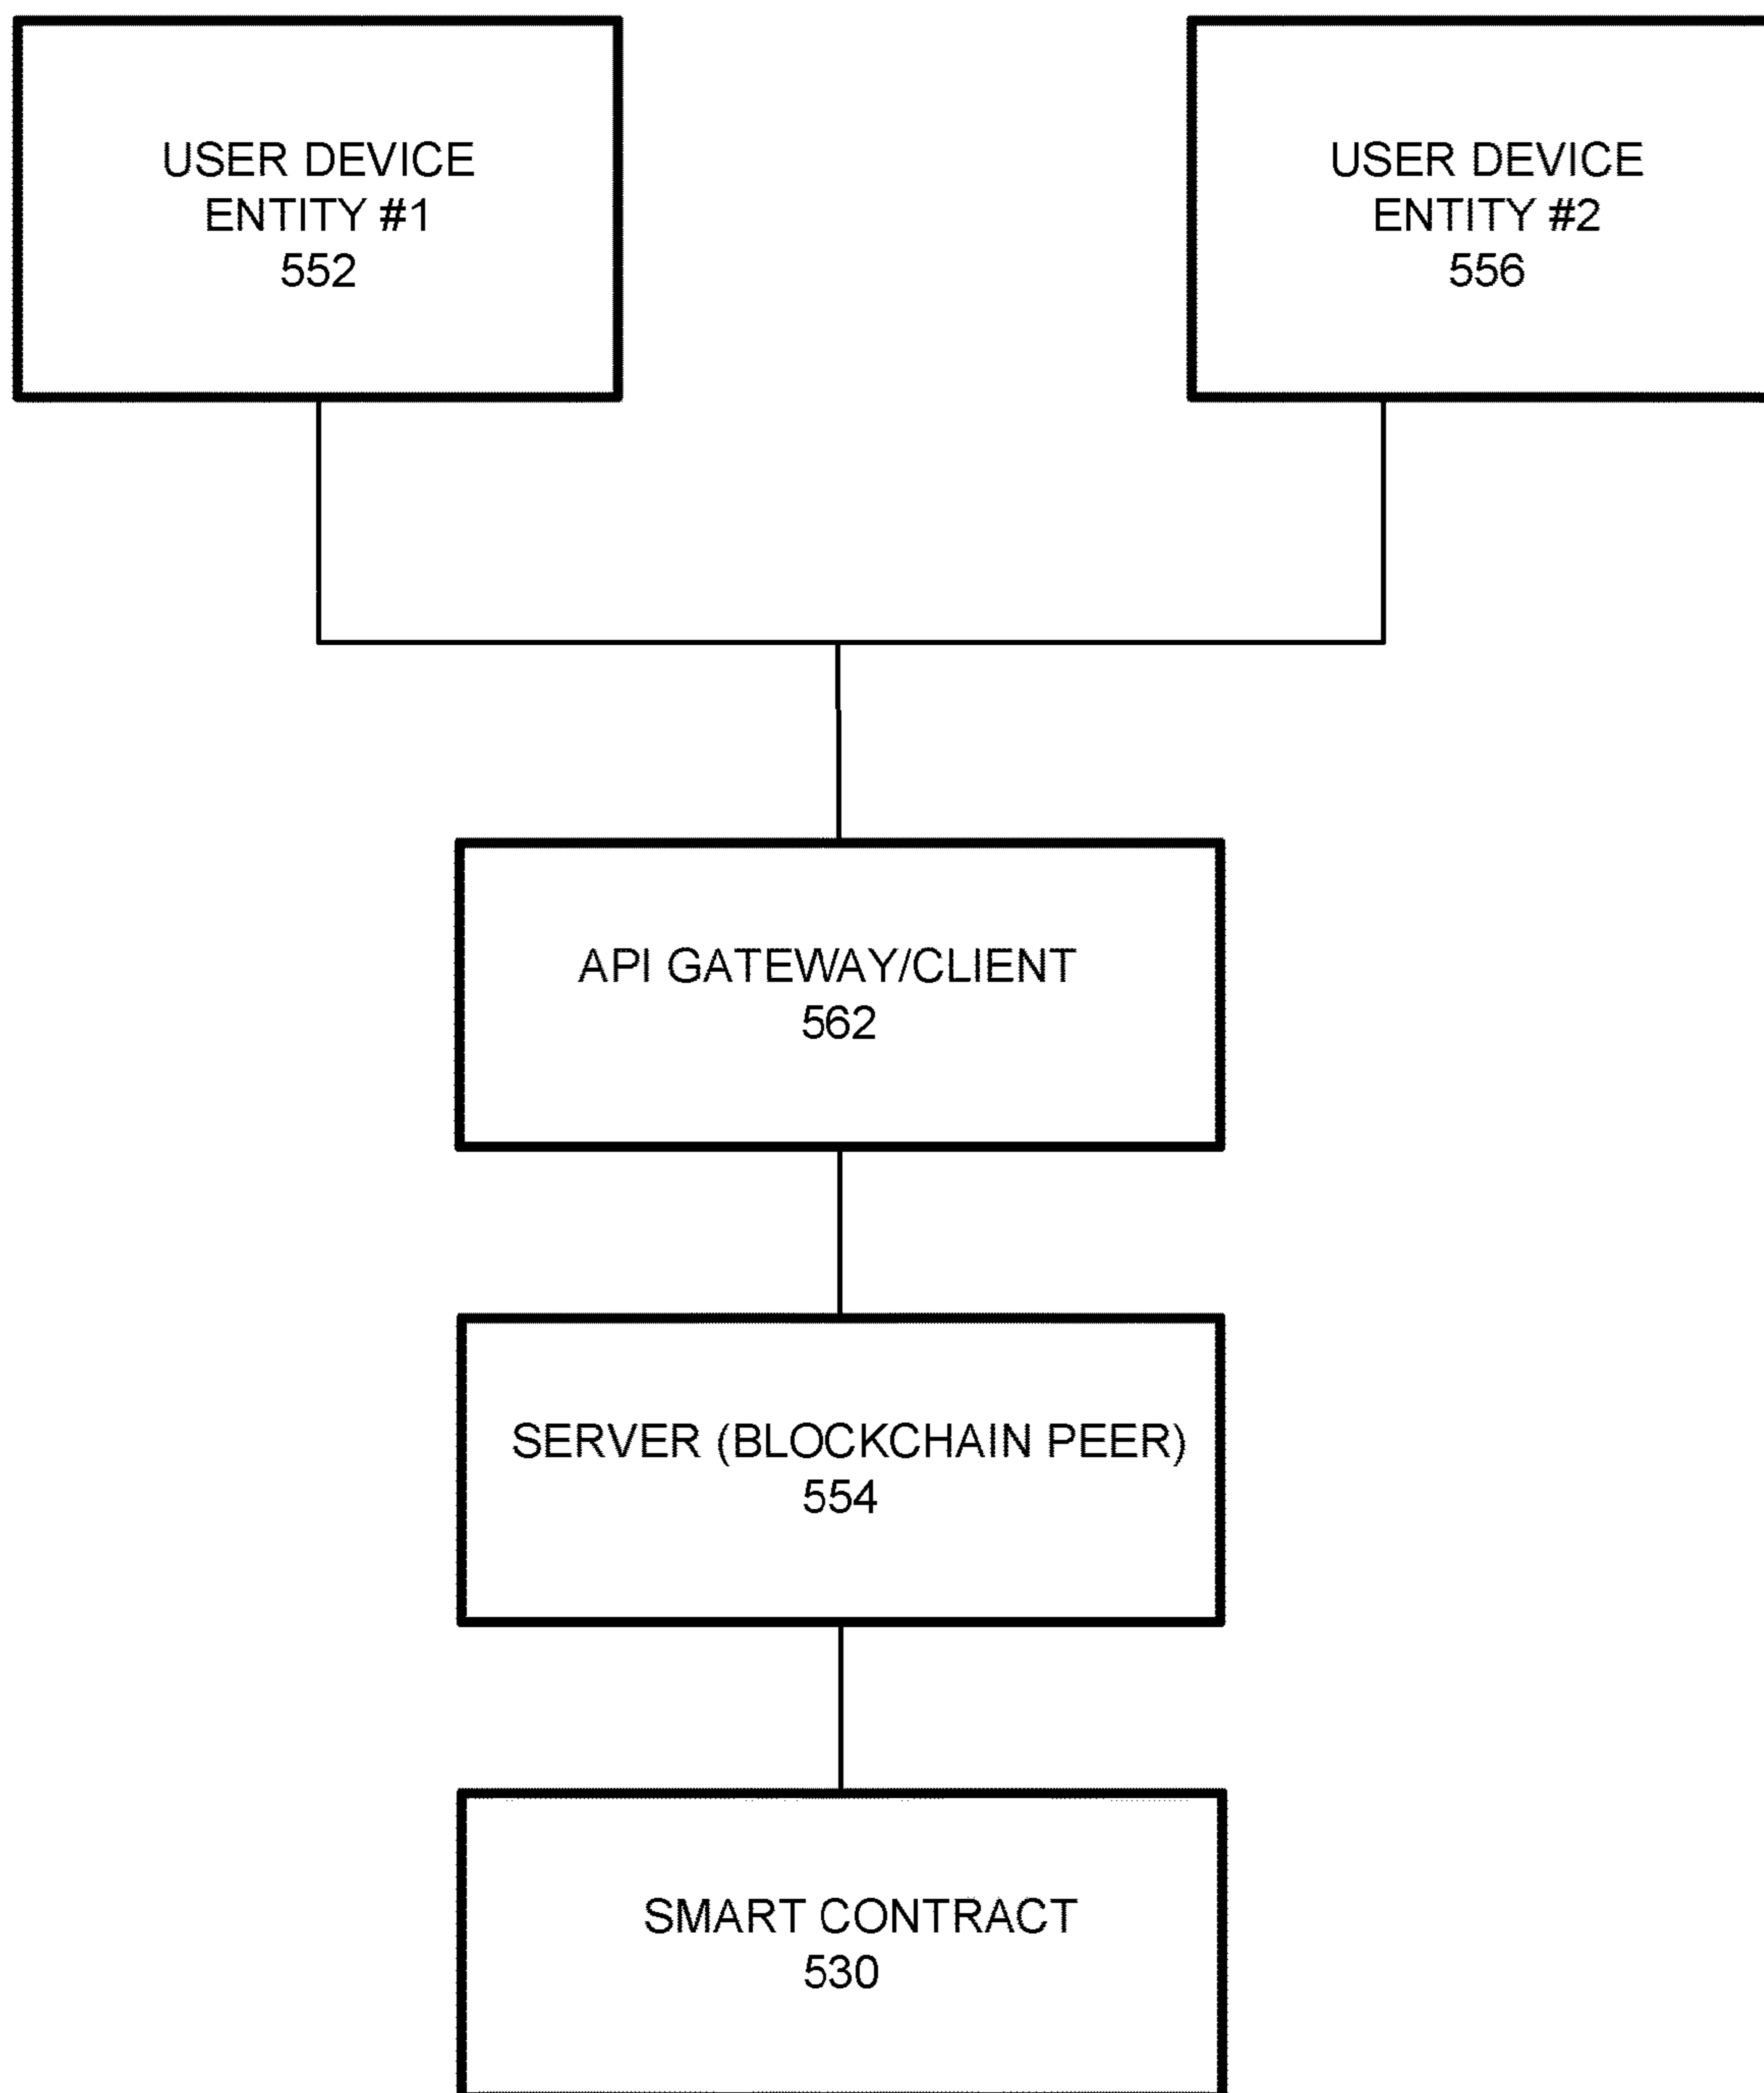 USER DEVICE
ENTITY #1
552
USER DEVICE
ENTITY #2
556
API GATEWAY/CLIENT
562
SERVER (BLOCKCHAIN PEER)
554
SMART CONTRACT
530